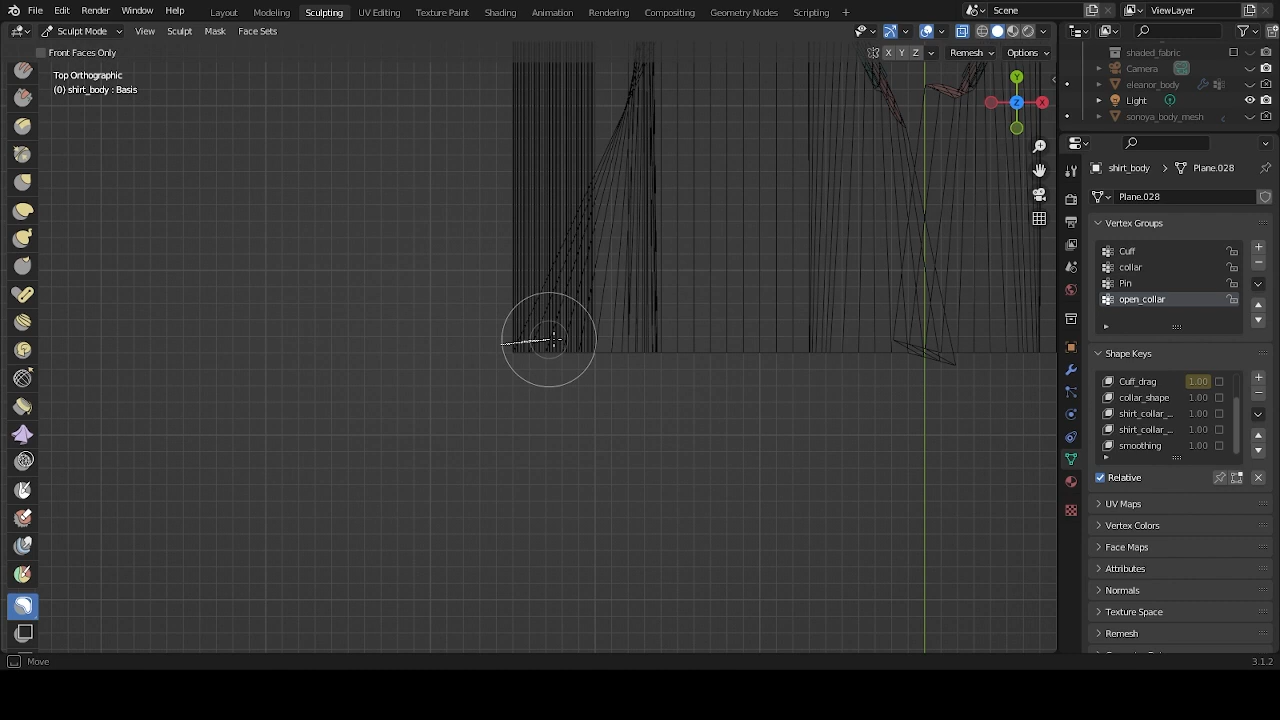 File Edit Render Window Help
Layout Modeling Sculpting UV Editing Texture Paint Shading Animation Rendering Compositing Geometry Nodes Scripting +
Scene
ViewLayer
Sculpt Mode View Sculpt Mask Face Sets
Front Faces Only
X Y Z Remesh Options
Top Orthographic
(0) shirt_body : Basis
Y
Z
X
shaded_fabric
Camera
eleanor_body
Light
sonoya_body_mesh
shirt_body > Plane.028
Plane.028
Vertex Groups
Cuff
collar
Pin
open_collar
Shape Keys
Cuff_drag 1.00
collar_shape 1.00
shirt_collar_... 1.00
shirt_collar_... 1.00
smoothing 1.00
Relative
UV Maps
Vertex Colors
Face Maps
Attributes
Normals
Texture Space
Remesh
Move
3.1.2